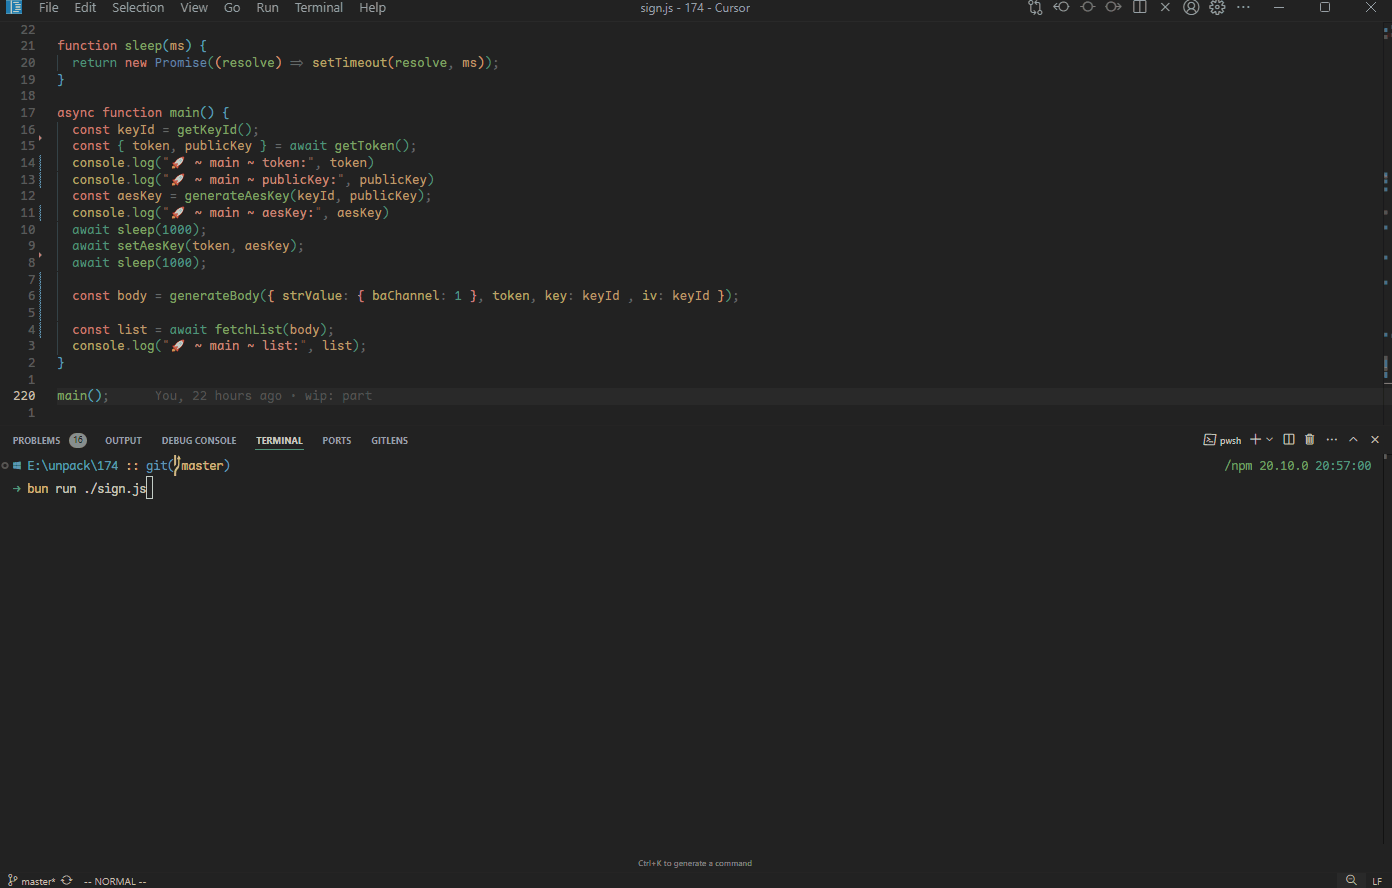 File Edit Selection View Go Run Terminal Help sign.js - 174 - Cursor
22
21 function sleep(ms) {
20 return new Promise((resolve) => setTimeout(resolve, ms));
19 }
18
17 async function main() {
16 const keyId = getKeyId();
15 const { token, publicKey } = await getToken();
14 console.log("🚀 ~ main ~ token:", token)
13 console.log("🚀 ~ main ~ publicKey:", publicKey)
12 const aesKey = generateAesKey(keyId, publicKey);
11 console.log("🚀 ~ main ~ aesKey:", aesKey)
10 await sleep(1000);
9 await setAesKey(token, aesKey);
8 await sleep(1000);
7
6 const body = generateBody({ strValue: { baChannel: 1 }, token, key: keyId , iv: keyId });
5
4 const list = await fetchList(body);
3 console.log("🚀 ~ main ~ list:", list);
2 }
1
220 main(); You, 22 hours ago • wip: part
1
PROBLEMS 16 OUTPUT DEBUG CONSOLE TERMINAL PORTS GITLENS pwsh
E:\unpack\174 :: git(master) /npm 20.10.0 20:57:00
→ bun run ./sign.js
Ctrl+K to generate a command
master* -- NORMAL -- LF